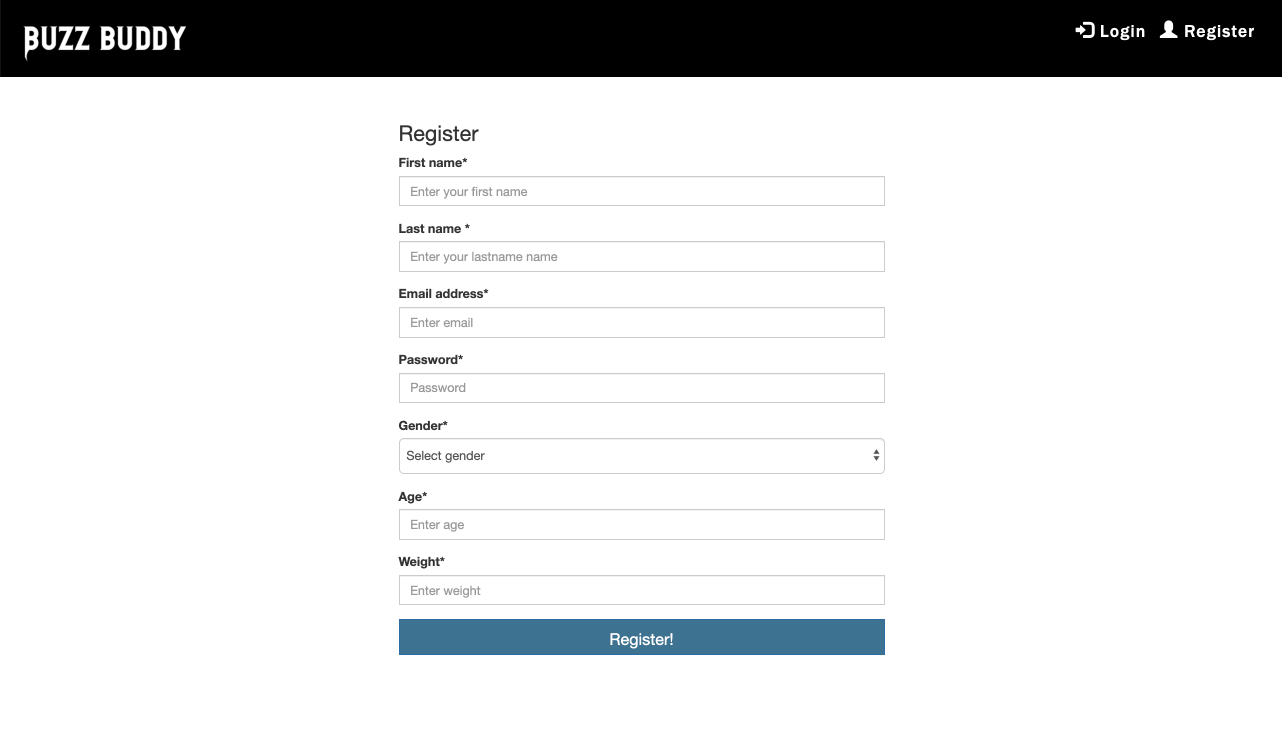 BUZZ BUDDY
Login Register
Register
First name*
Enter your first name
Last name *
Enter your lastname name
Email address*
Enter email
Password*
Password
Gender*
Select gender
Age*
Enter age
Weight*
Enter weight
Register!